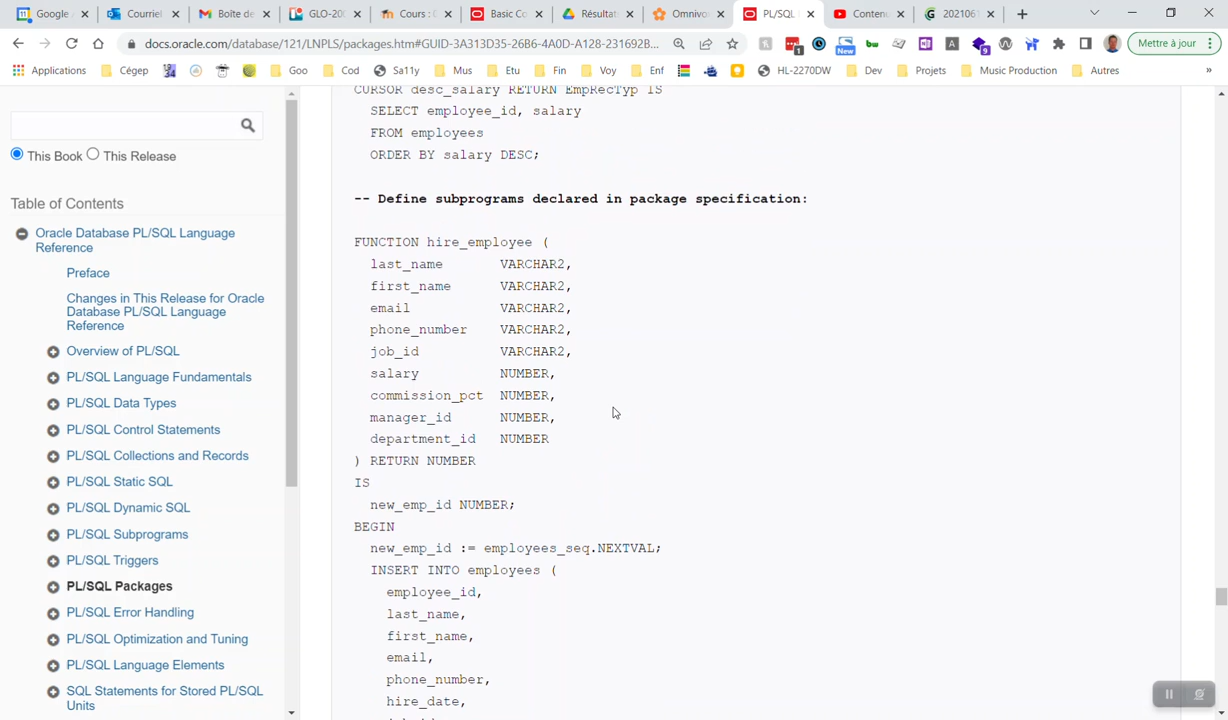 Google A
Courriel
Boîte de
GLO-20
Cours : 
Basic Co
Résultats
Omnivo
PL/SQL
Contenu
202106
docs.oracle.com/database/121/LNPLS/packages.htm#GUID-3A313D35-26B6-4A0D-A128-231692B...
New
9
Mettre à jour
Applications
Cégep
Goo
Cod
Sa11y
Mus
Etu
Fin
Voy
Enf
HL-2270DW
Dev
Projets
Music Production
Autres
»
This Book
This Release
Table of Contents
Oracle Database PL/SQL Language
Reference
Preface
Changes in This Release for Oracle
Database PL/SQL Language
Reference
Overview of PL/SQL
PL/SQL Language Fundamentals
PL/SQL Data Types
PL/SQL Control Statements
PL/SQL Collections and Records
PL/SQL Static SQL
PL/SQL Dynamic SQL
PL/SQL Subprograms
PL/SQL Triggers
PL/SQL Packages
PL/SQL Error Handling
PL/SQL Optimization and Tuning
PL/SQL Language Elements
SQL Statements for Stored PL/SQL
Units
CURSOR desc_salary RETURN EmpRecTyp IS
SELECT employee_id, salary
FROM employees
ORDER BY salary DESC;
-- Define subprograms declared in package specification:
FUNCTION hire_employee (
last_name VARCHAR2,
first_name VARCHAR2,
email VARCHAR2,
phone_number VARCHAR2,
job_id VARCHAR2,
salary NUMBER,
commission_pct NUMBER,
manager_id NUMBER,
department_id NUMBER
) RETURN NUMBER
IS
new_emp_id NUMBER;
BEGIN
new_emp_id := employees_seq.NEXTVAL;
INSERT INTO employees (
employee_id,
last_name,
first_name,
email,
phone_number,
hire_date,